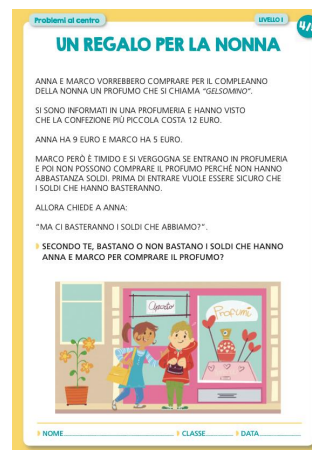 Problemi al centro
LIVELLO 1
UN REGALO PER LA NONNA
ANNA E MARCO VORREBBERO COMPRARE PER IL COMPLEANNO
DELLA NONNA UN PROFUMO CHE SI CHIAMA "GELSOMINO".
SI SONO INFORMATI IN UNA PROFUMERIA E HANNO VISTO
CHE LA CONFEZIONE PIÙ PICCOLA COSTA 12 EURO.
ANNA HA 9 EURO E MARCO HA 5 EURO.
MARCO PERÒ È TIMIDO E SI VERGOGNA SE ENTRANO IN PROFUMERIA
E POI NON POSSONO COMPRARE IL PROFUMO PERCHÉ NON HANNO
ABBASTANZA SOLDI. PRIMA DI ENTRARE VUOLE ESSERE SICURO CHE
I SOLDI CHE HANNO BASTERANNO.
ALLORA CHIEDE A ANNA:
"MA CI BASTERANNO I SOLDI CHE ABBIAMO?".
SECONDO TE, BASTANO O NON BASTANO I SOLDI CHE HANNO
ANNA E MARCO PER COMPRARE IL PROFUMO?
Aperto
Profumi
NOME CLASSE DATA